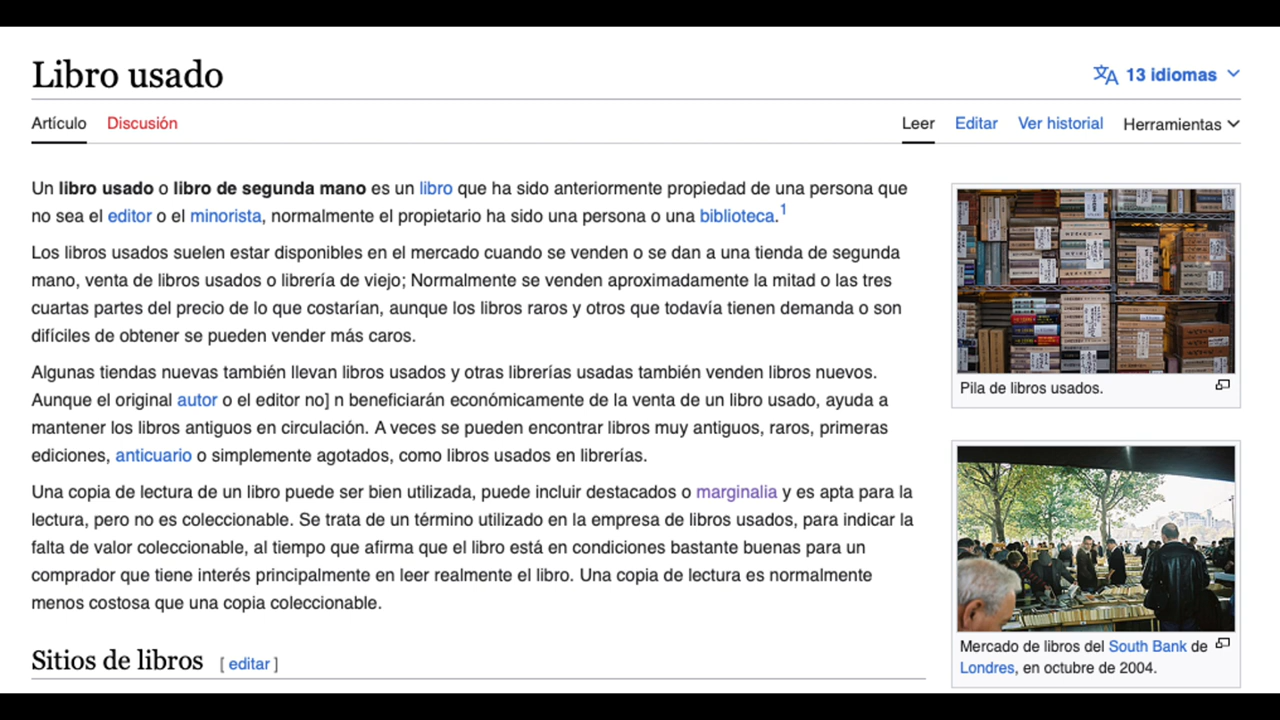 Libro usado
13 idiomas
Artículo Discusión Leer Editar Ver historial Herramientas
Un libro usado o libro de segunda mano es un libro que ha sido anteriormente propiedad de una persona que
no sea el editor o el minorista, normalmente el propietario ha sido una persona o una biblioteca.1
Los libros usados suelen estar disponibles en el mercado cuando se venden o se dan a una tienda de segunda
mano, venta de libros usados o librería de viejo; Normalmente se venden aproximadamente la mitad o las tres
cuartas partes del precio de lo que costarían, aunque los libros raros y otros que todavía tienen demanda o son
difíciles de obtener se pueden vender más caros.
Algunas tiendas nuevas también llevan libros usados y otras librerías usadas también venden libros nuevos.
Aunque el original autor o el editor no] n beneficiarán económicamente de la venta de un libro usado, ayuda a
mantener los libros antiguos en circulación. A veces se pueden encontrar libros muy antiguos, raros, primeras
ediciones, anticuario o simplemente agotados, como libros usados en librerías.
Una copia de lectura de un libro puede ser bien utilizada, puede incluir destacados o marginalia y es apta para la
lectura, pero no es coleccionable. Se trata de un término utilizado en la empresa de libros usados, para indicar la
falta de valor coleccionable, al tiempo que afirma que el libro está en condiciones bastante buenas para un
comprador que tiene interés principalmente en leer realmente el libro. Una copia de lectura es normalmente
menos costosa que una copia coleccionable.
Sitios de libros [ editar ]
Pila de libros usados.
Mercado de libros del South Bank de
Londres, en octubre de 2004.